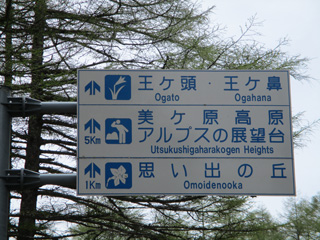 王ケ頭・王ケ鼻
Ogato Ogahana
美ケ原高原
アルプスの展望台
5KM
Utsukushigaharakogen Heights
思い出の丘
1KM
Omoidenooka